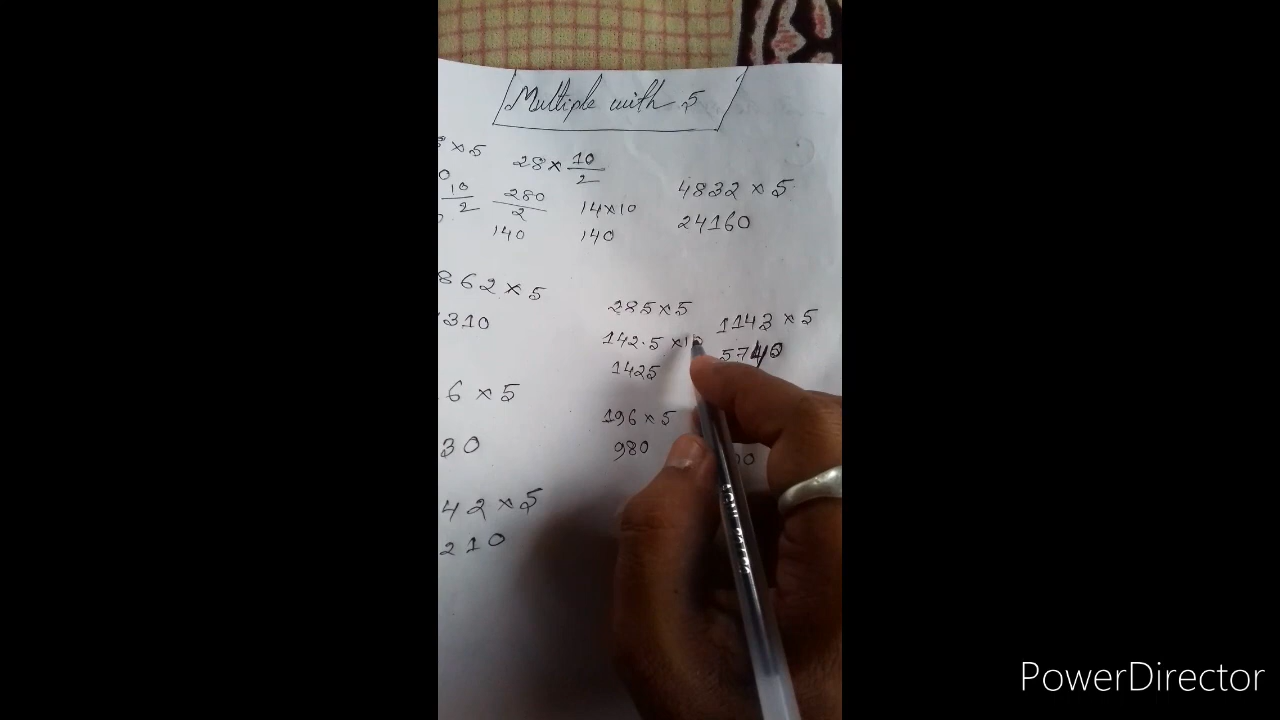 Multiple with 5
× 5
28 × 10/2
10/2
280/2
14×10
140
140
4832 × 5
24160
862 × 5
310
285×5
142.5 ×10
1425
1143 × 5
6 × 5
30
196 × 5
980
42 × 5
210
PowerDirector